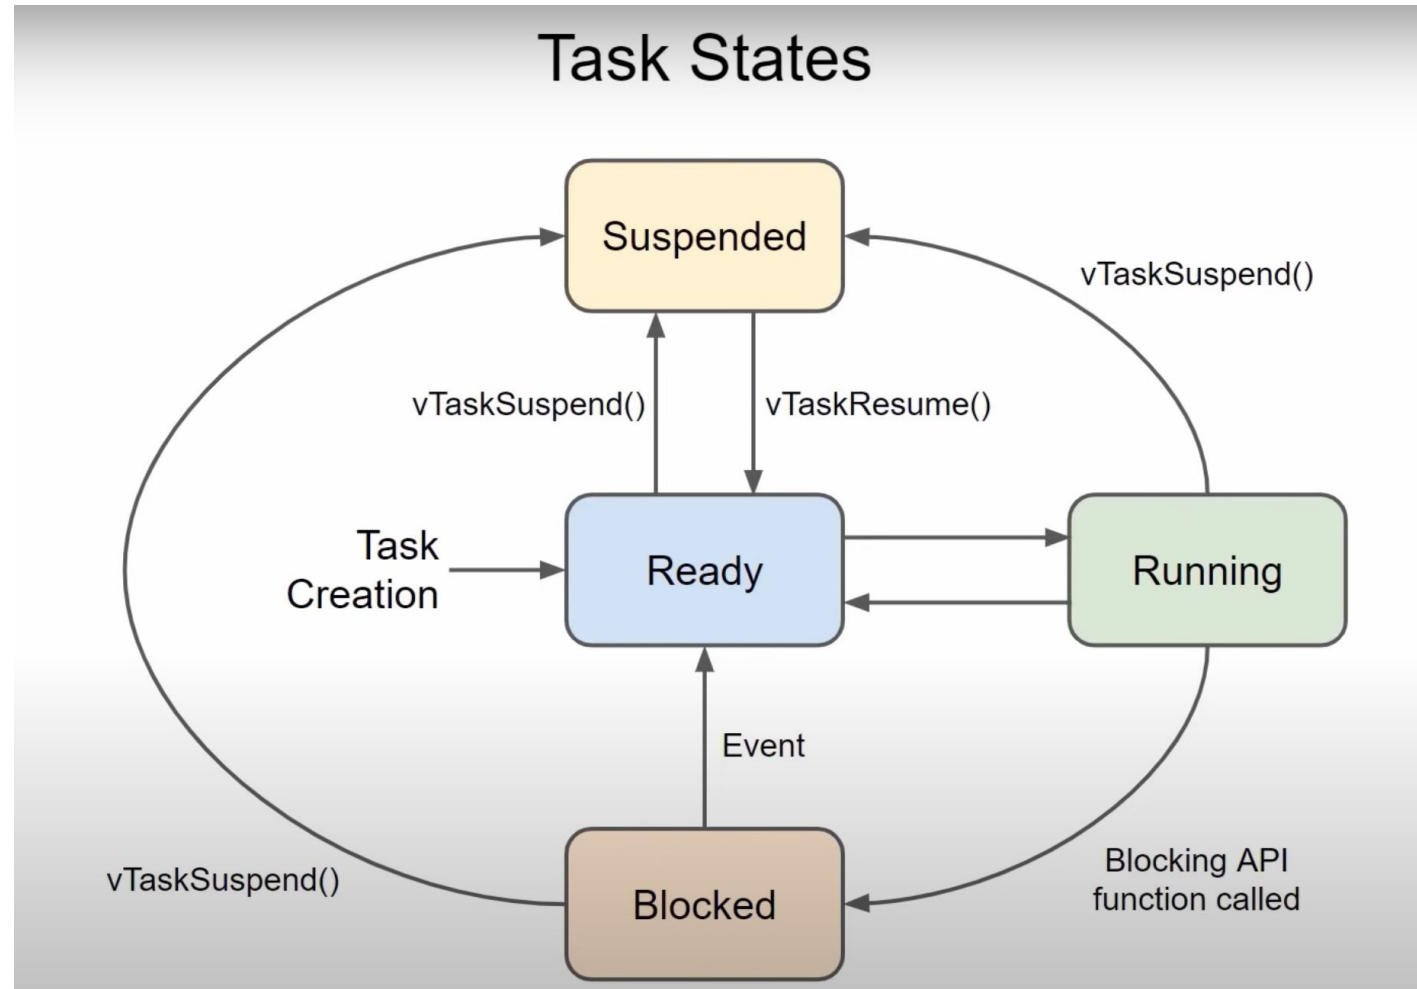 Task States
Suspended
vTaskSuspend()
vTaskSuspend()
vTaskResume()
Task
Creation
Ready
Running
Event
vTaskSuspend()
Blocked
Blocking API
function called